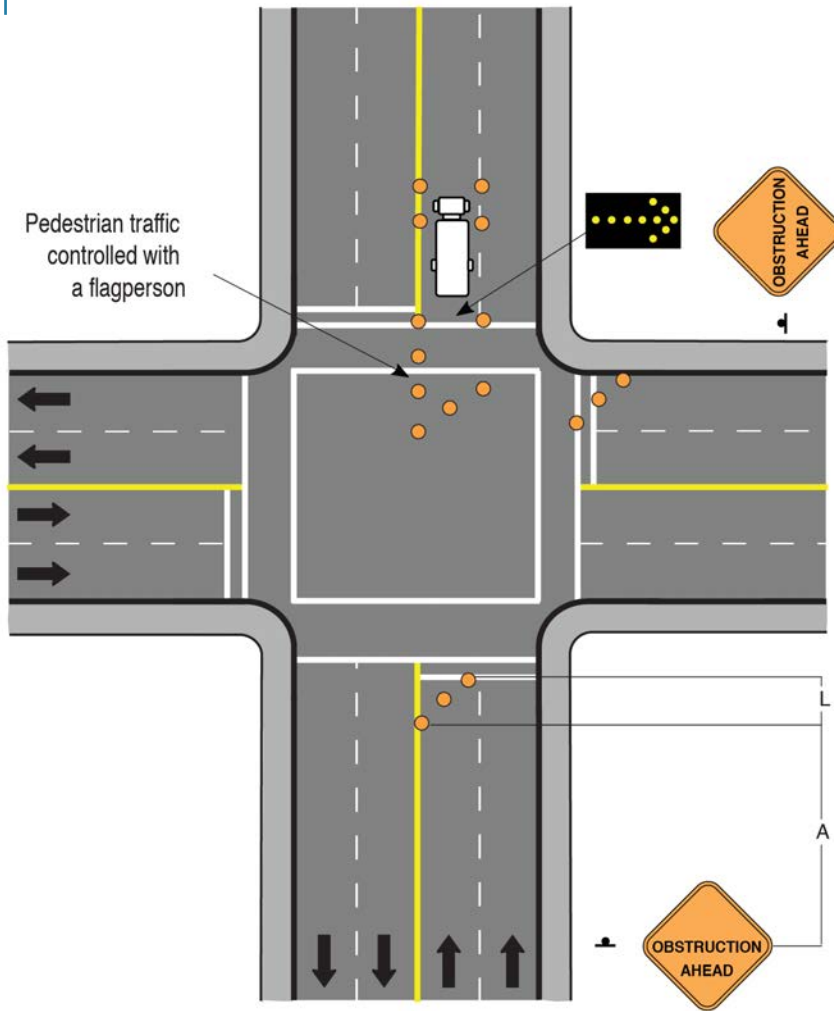 Pedestrian traffic
controlled with
a flagperson
OBSTRUCTION
AHEAD
L
A
OBSTRUCTION
AHEAD